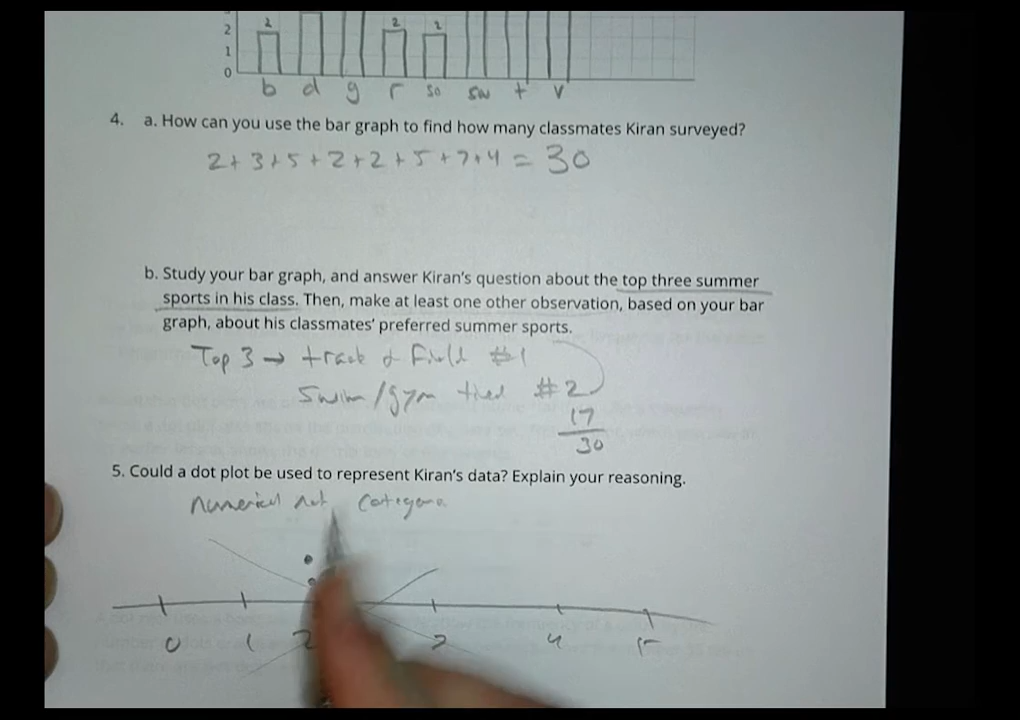 2 2 2 2
1
0
b d g r so sw t v
4. a. How can you use the bar graph to find how many classmates Kiran surveyed?
2 + 3 + 5 + 2 + 2 + 5 + 7 + 4 = 30
b. Study your bar graph, and answer Kiran's question about the top three summer
sports in his class. Then, make at least one other observation, based on your bar
graph, about his classmates' preferred summer sports.
Top 3 → track & Field #1
Swim/gym tied #2
17
30
5. Could a dot plot be used to represent Kiran's data? Explain your reasoning.
numerical not
0 1 2 3 4 5